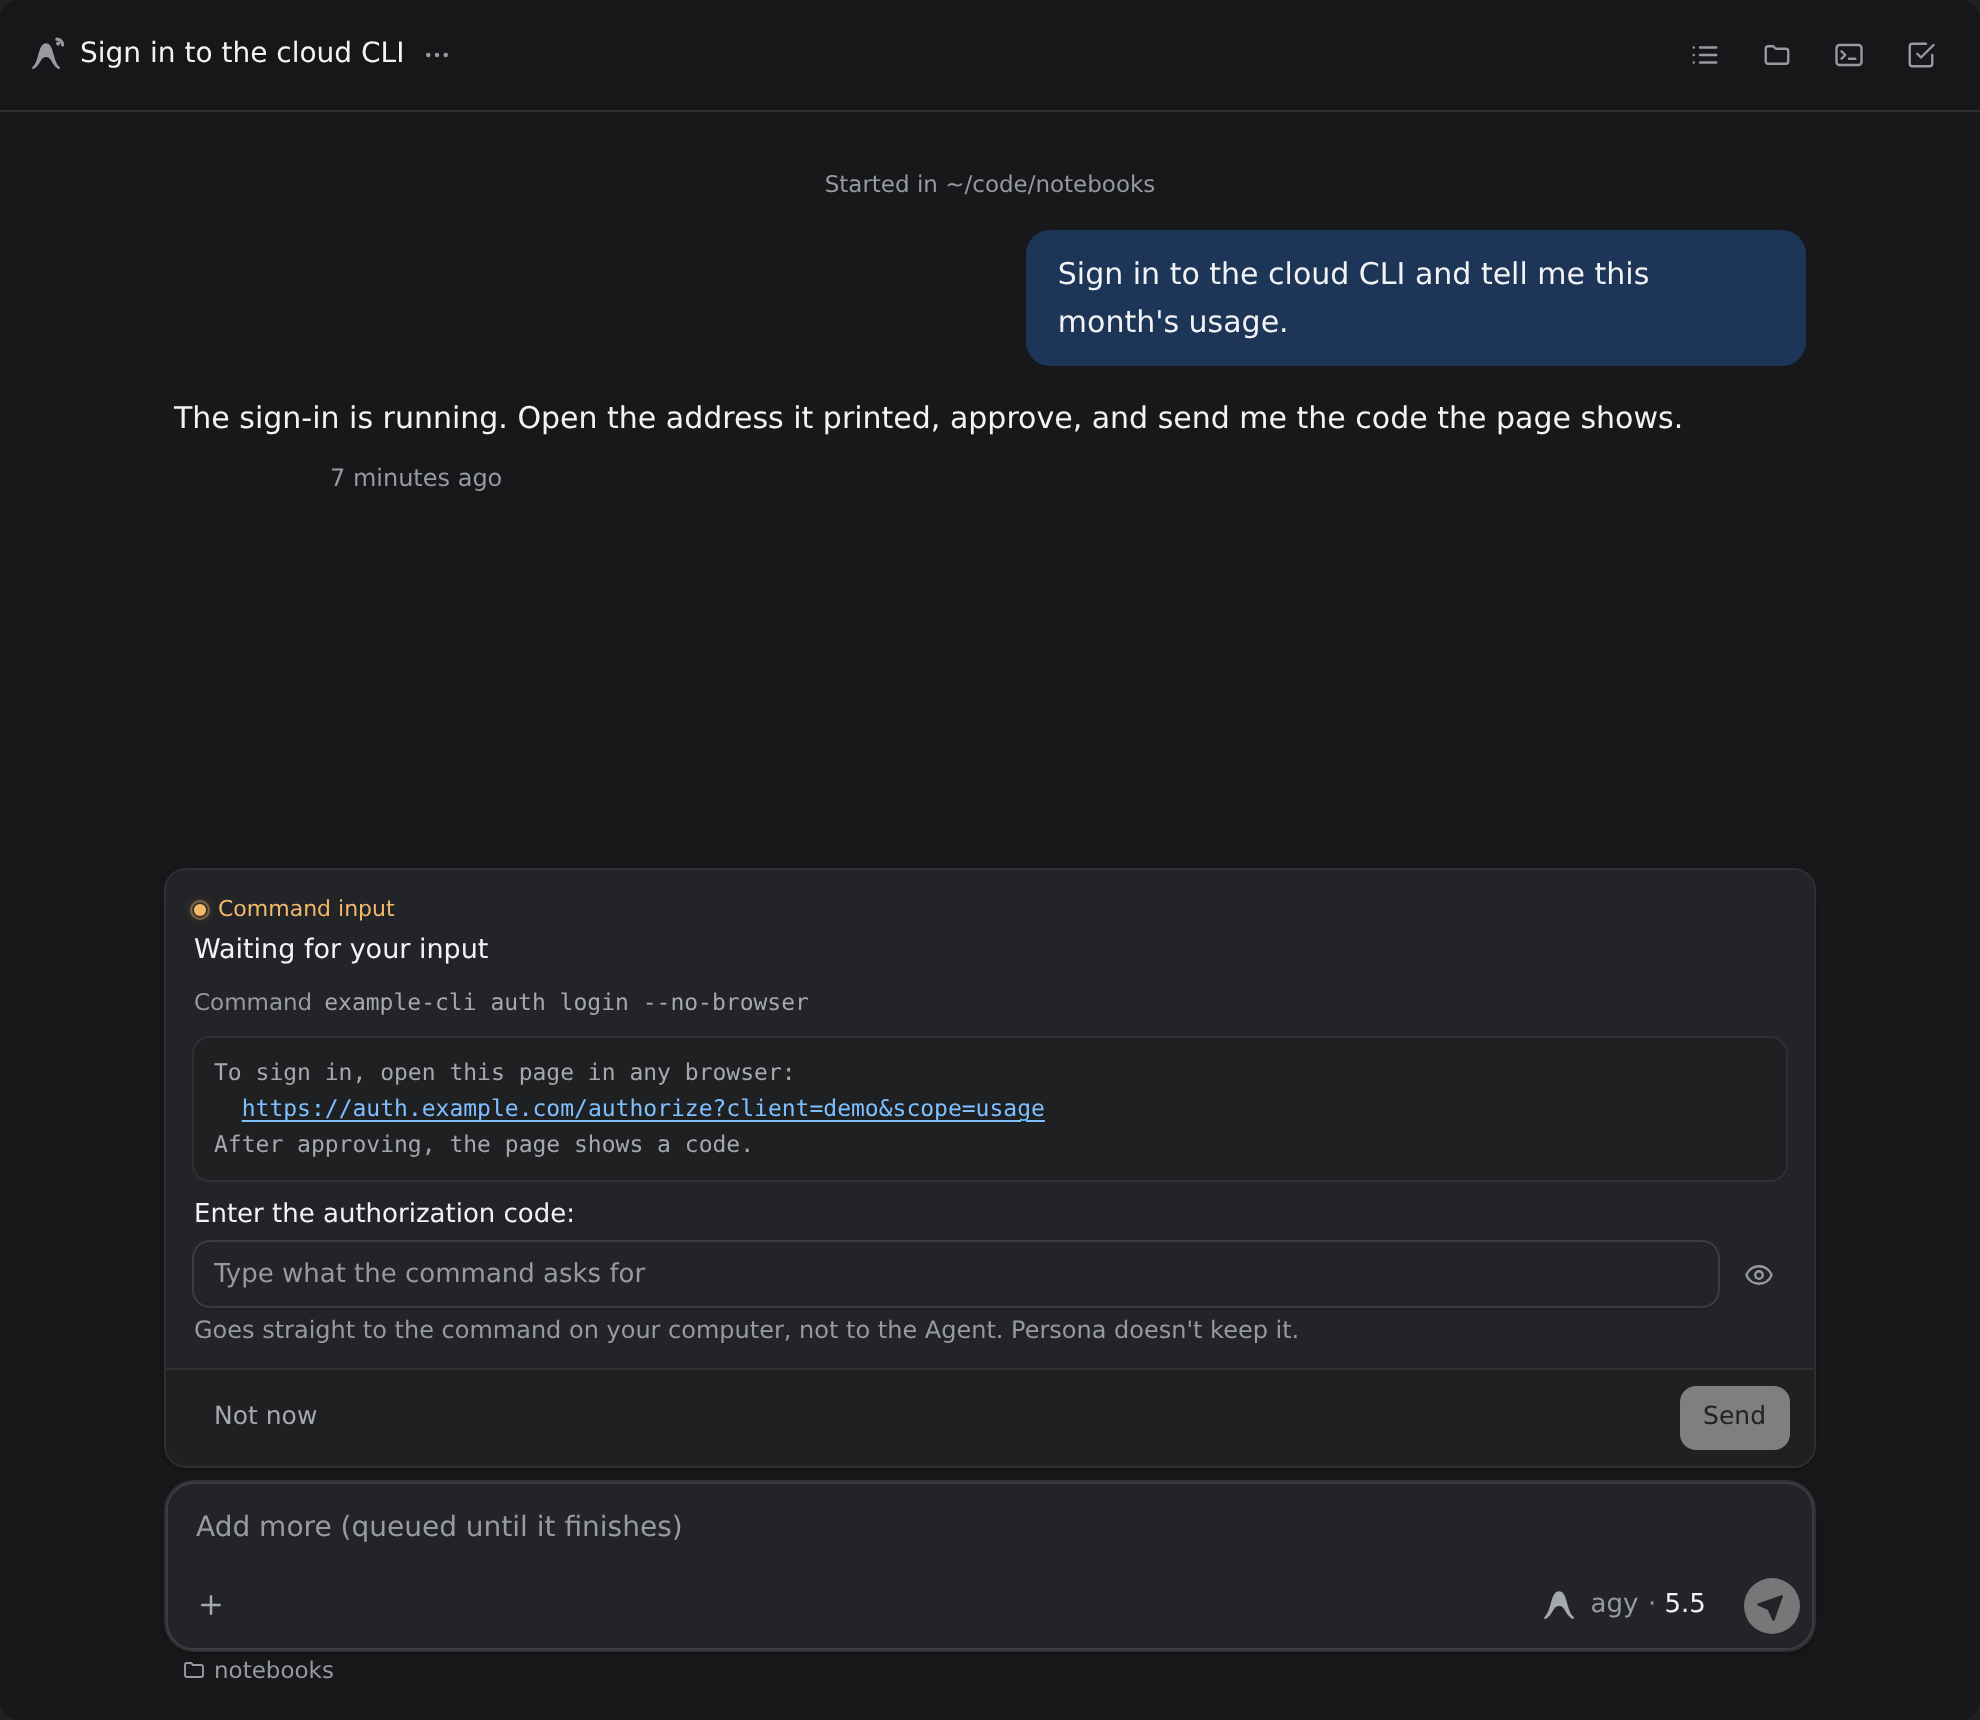 Sign in to the cloud CLI
Started in ~/code/notebooks
Sign in to the cloud CLI and tell me this
month's usage.
The sign-in is running. Open the address it printed, approve, and send me the code the page shows.
7 minutes ago
Command input
Waiting for your input
Command example-cli auth login --no-browser
To sign in, open this page in any browser:
https://auth.example.com/authorize?client=demo&scope=usage
After approving, the page shows a code.
Enter the authorization code:
Type what the command asks for
Goes straight to the command on your computer, not to the Agent. Persona doesn't keep it.
Not now
Send
Add more (queued until it finishes)
agy · 5.5
notebooks